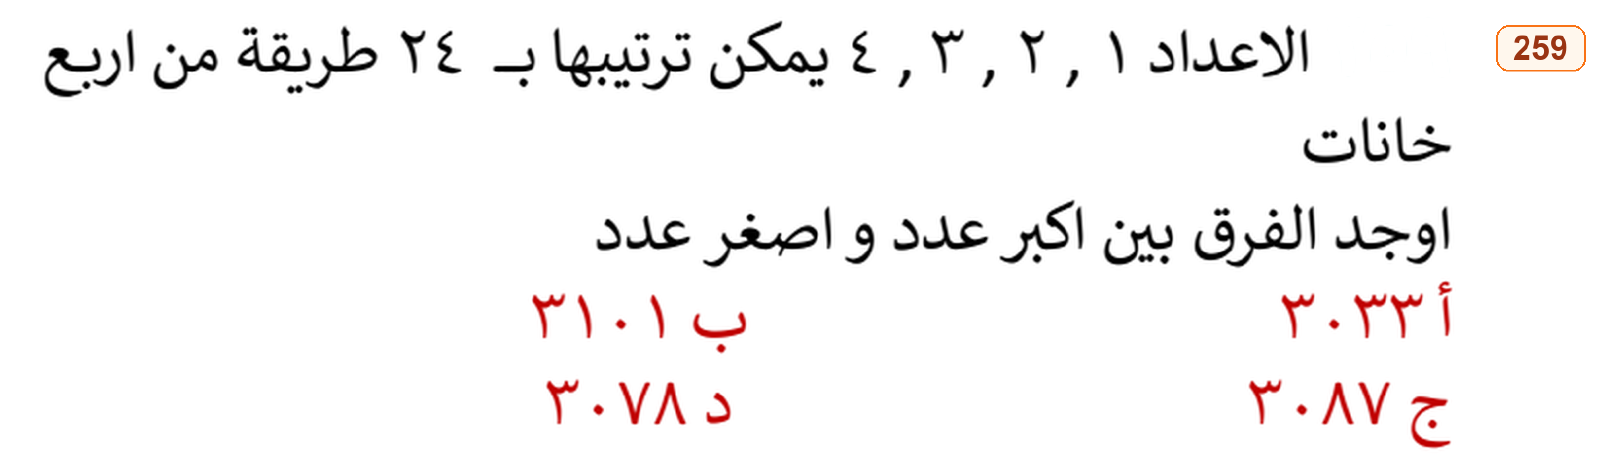 259
الاعداد ١ , ٢ , ٣ , ٤ يمكن ترتيبها بـ ٢٤ طريقة من اربع
خانات
اوجد الفرق بين اكبر عدد و اصغر عدد
أ ٣٠٣٣ ب ٣١٠١
ج ٣٠٨٧ د ٣٠٧٨